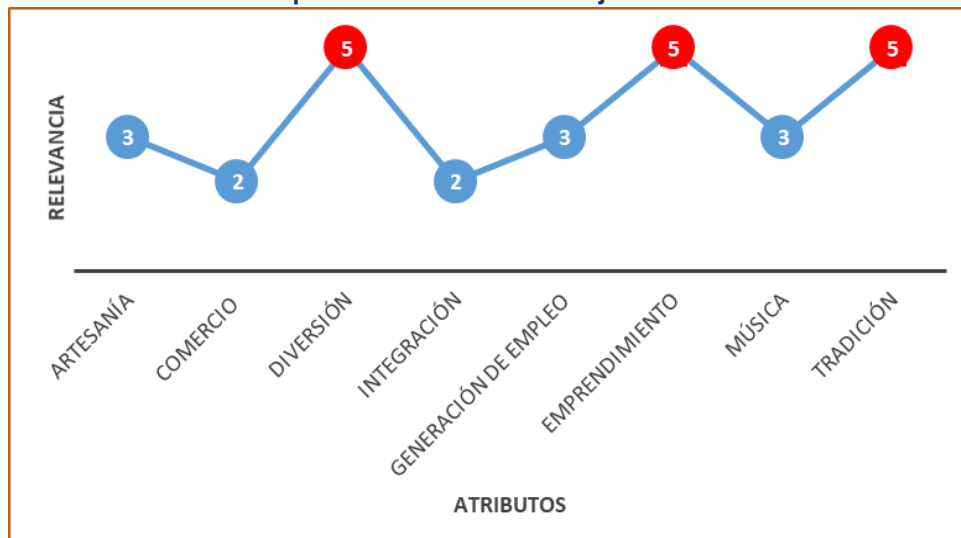 RELEVANCIA
3
2
5
2
3
5
3
5
ARTESANÍA
COMERCIO
DIVERSIÓN
INTEGRACIÓN
GENERACIÓN DE EMPLEO
EMPRENDIMIENTO
MÚSICA
TRADICIÓN
ATRIBUTOS